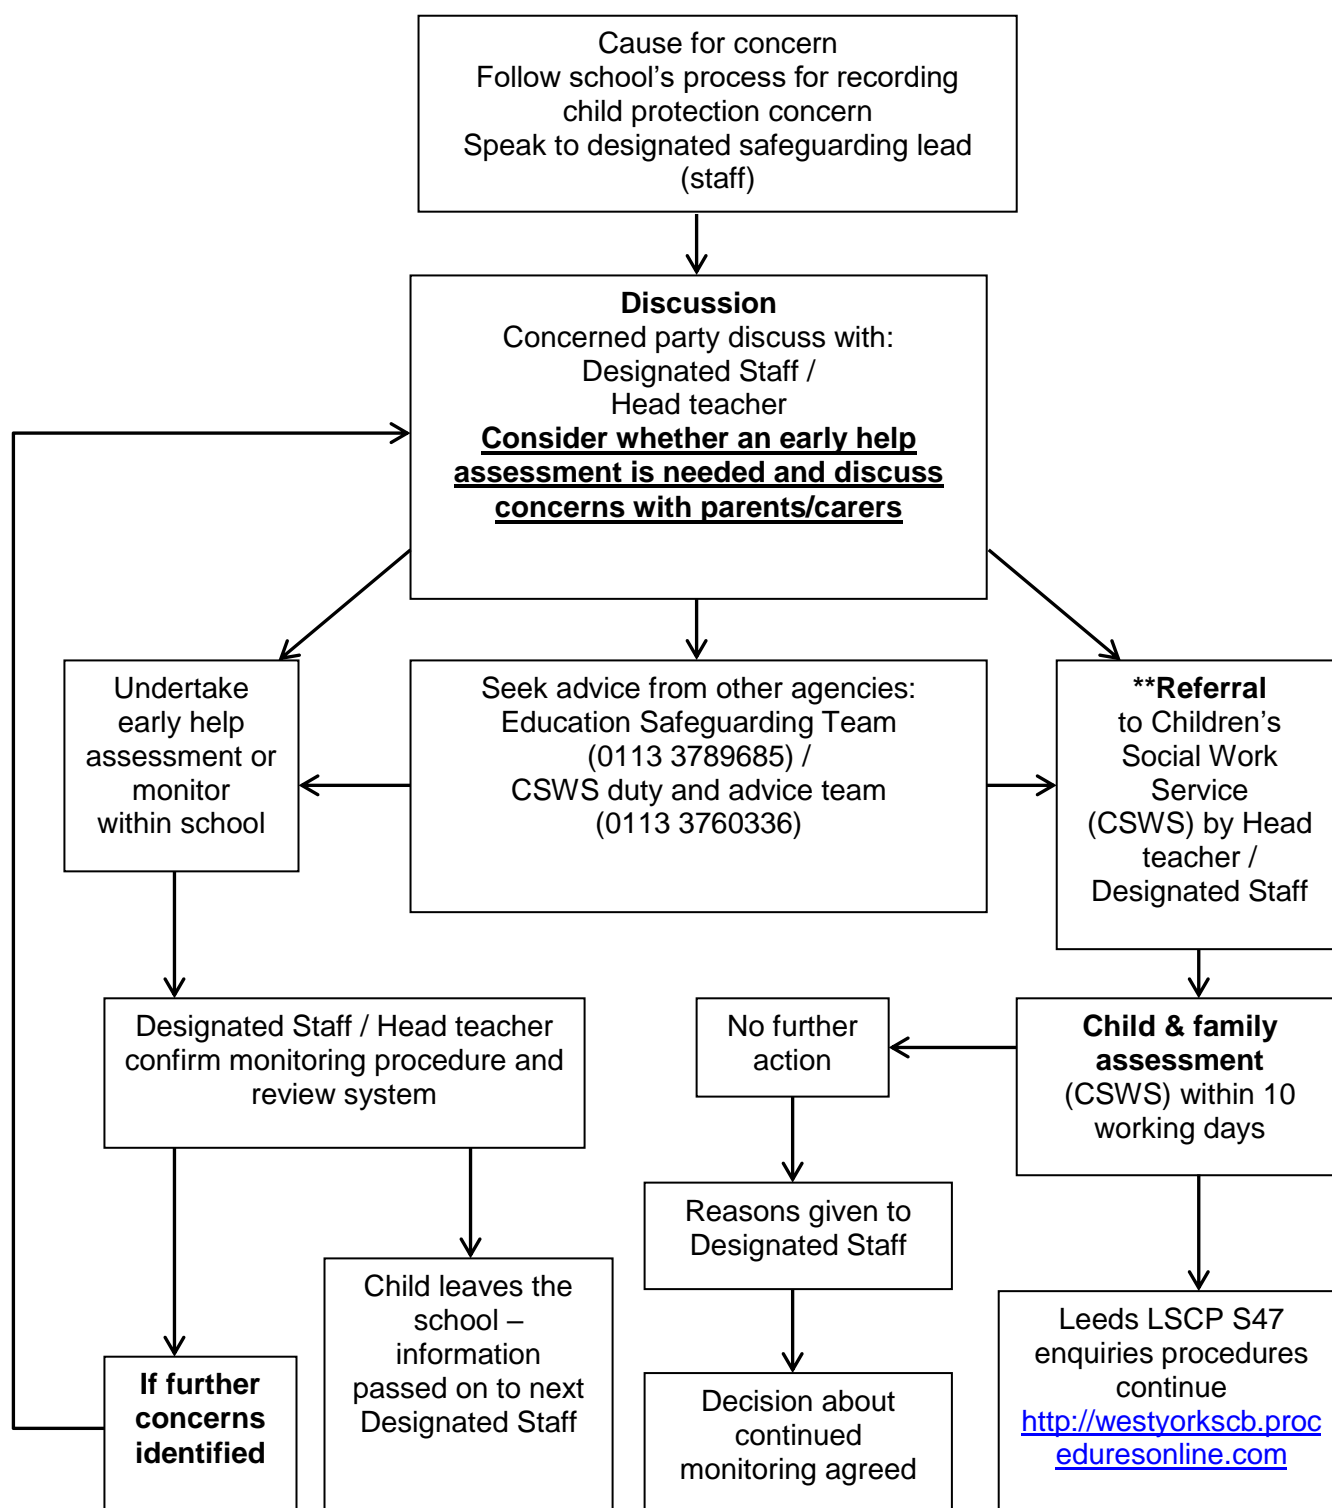 Cause for concern
Follow school’s process for recording
child protection concern
Speak to designated safeguarding lead
(staff)
Discussion
Concerned party discuss with:
Designated Staff /
Head teacher
Consider whether an early help
assessment is needed and discuss
concerns with parents/carers
Undertake
early help
assessment or
monitor
within school
Seek advice from other agencies:
Education Safeguarding Team
(0113 3789685) /
CSWS duty and advice team
(0113 3760336)
**Referral
to Children’s
Social Work
Service
(CSWS) by Head
teacher /
Designated Staff
Designated Staff / Head teacher
confirm monitoring procedure and
review system
No further
action
Child & family
assessment
(CSWS) within 10
working days
Reasons given to
Designated Staff
Child leaves the
school –
information
passed on to next
Designated Staff
Leeds LSCP S47
enquiries procedures
continue
http://westyorkscb.proc
eduresonline.com
If further
concerns
identified
Decision about
continued
monitoring agreed